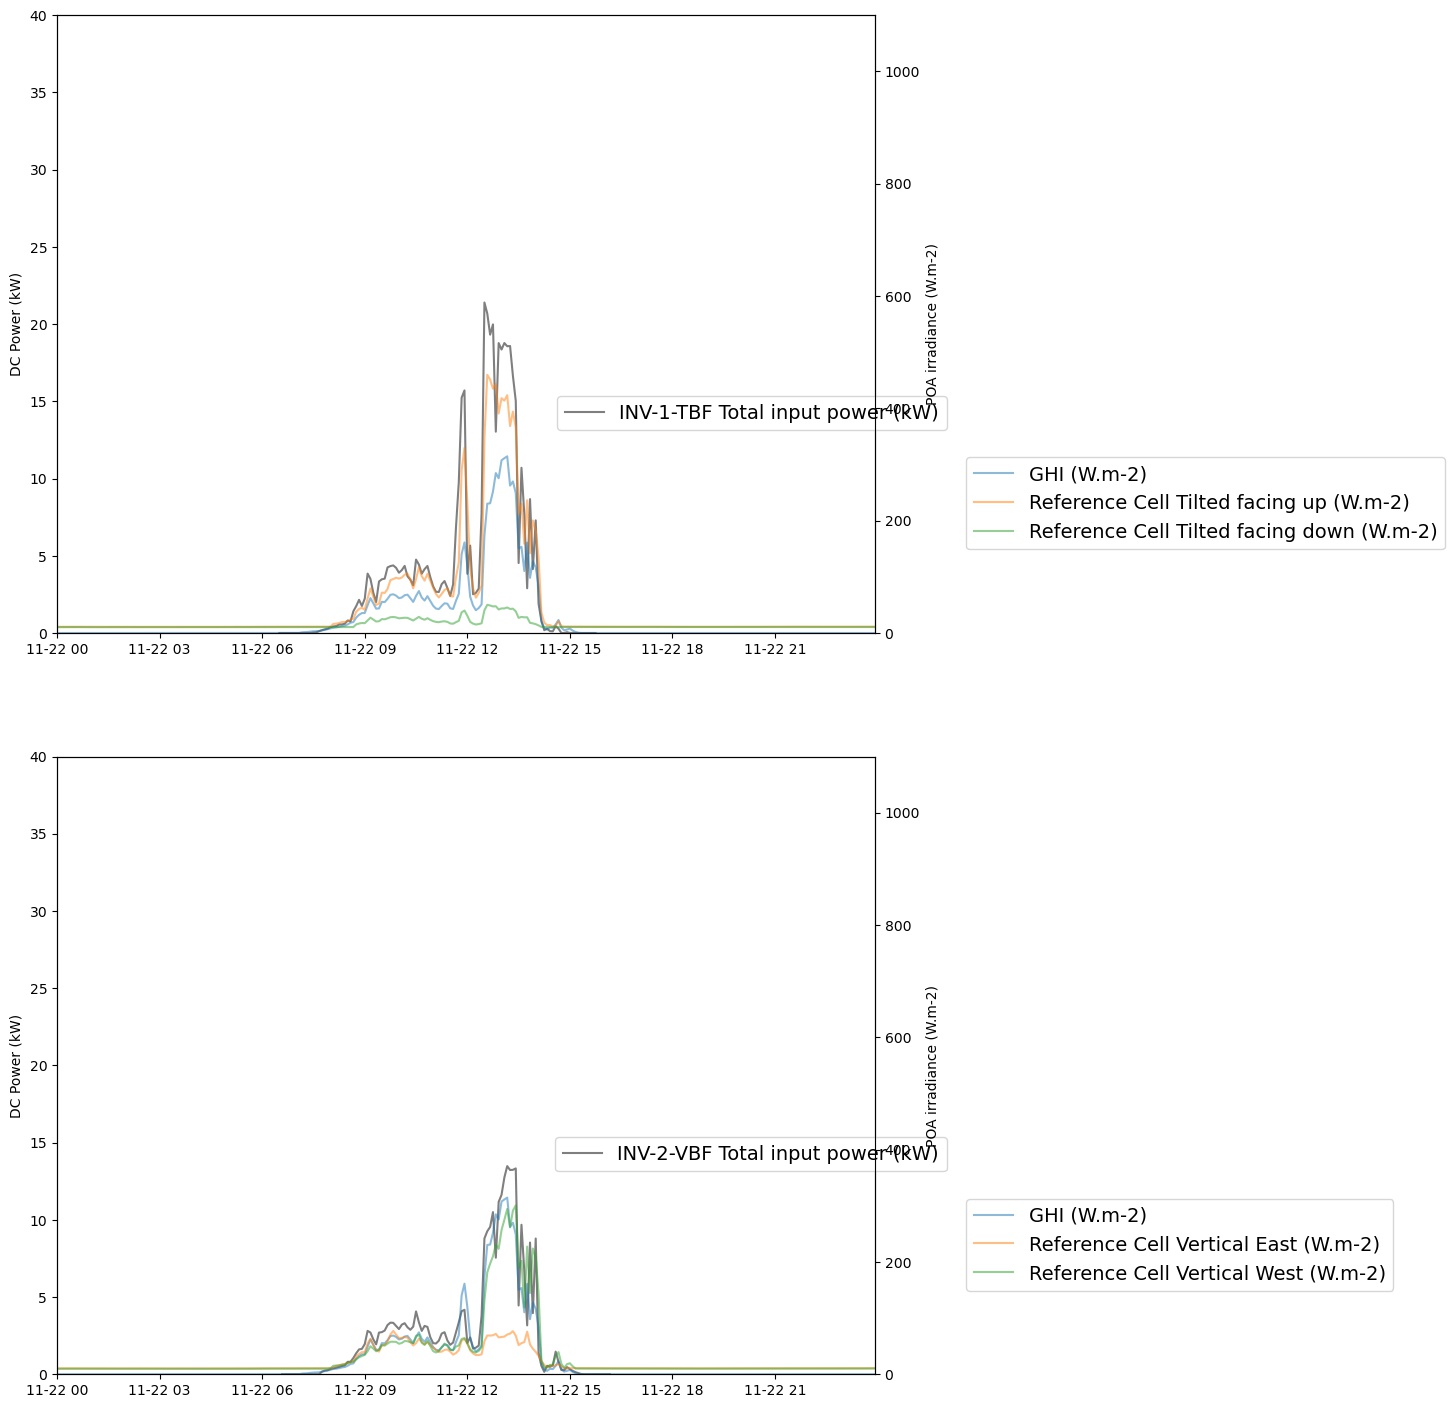 40
35
30
25
20
15
10
5
0
DC Power (kW)
1000
800
600
400
200
0
POA irradiance (W.m-2)
INV-1-TBF Total input power (kW)
GHI (W.m-2)
Reference Cell Tilted facing up (W.m-2)
Reference Cell Tilted facing down (W.m-2)
11-22 00 11-22 03 11-22 06 11-22 09 11-22 12 11-22 15 11-22 18 11-22 21
40
35
30
25
20
15
10
5
0
DC Power (kW)
1000
800
600
400
200
0
POA irradiance (W.m-2)
INV-2-VBF Total input power (kW)
GHI (W.m-2)
Reference Cell Vertical East (W.m-2)
Reference Cell Vertical West (W.m-2)
11-22 00 11-22 03 11-22 06 11-22 09 11-22 12 11-22 15 11-22 18 11-22 21